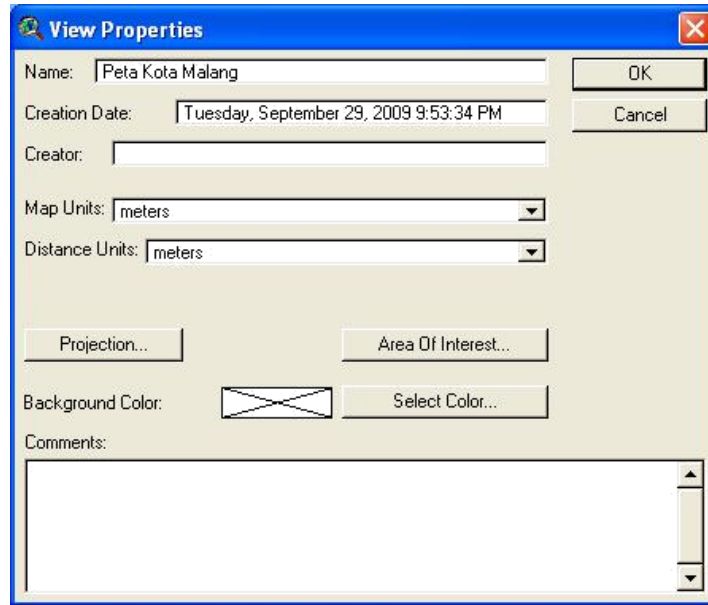 View Properties
Name: Peta Kota Malang
OK
Creation Date: Tuesday, September 29, 2009 9:53:34 PM
Cancel
Creator:
Map Units: meters
Distance Units: meters
Projection...
Area Of Interest...
Background Color:
Select Color...
Comments: